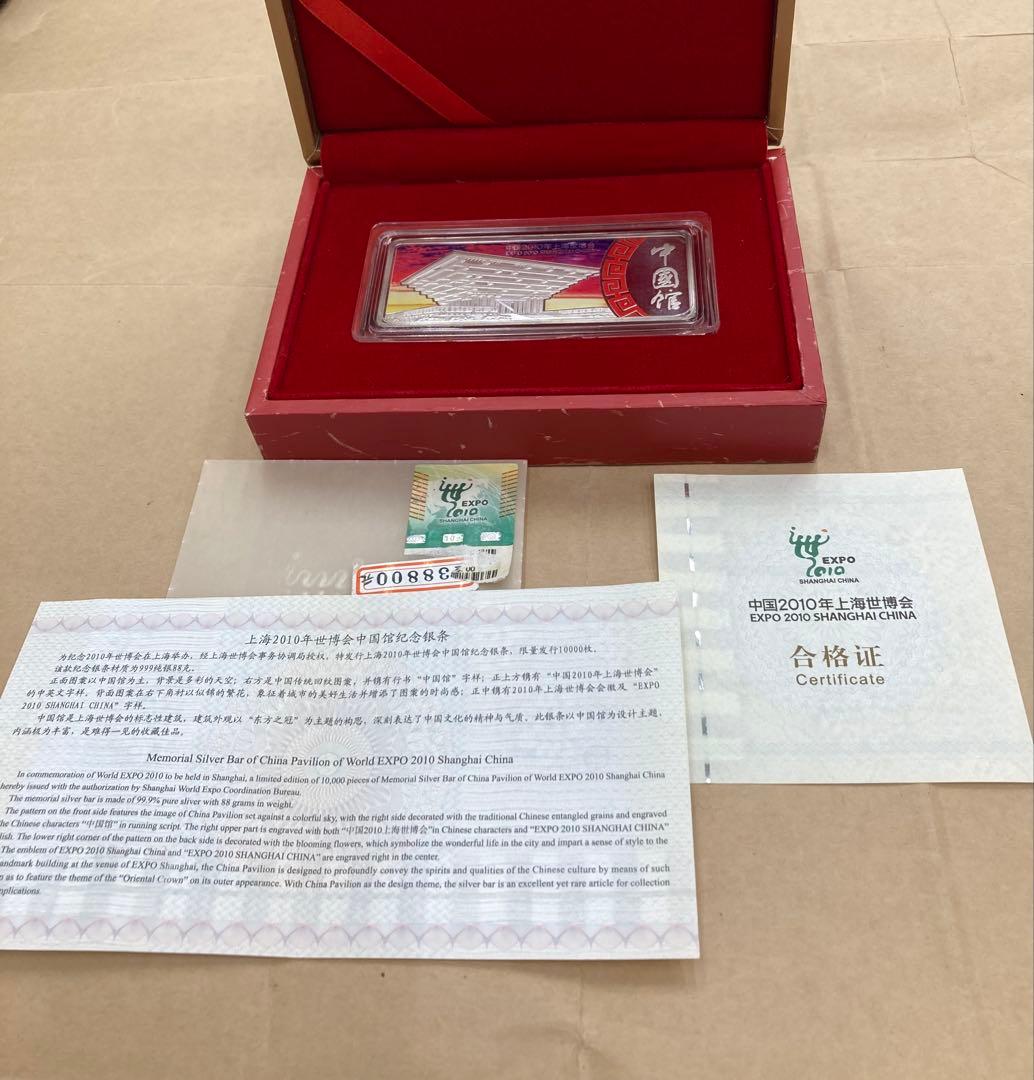 中国2010年上海世博会
EXPO 2010 SHANGHAI CHINA
中國馆
EXPO
2010
SHANGHAI CHINA
38800元
上海2010年世博会中国馆纪念银条
为纪念2010年世博会在上海举办，经上海世博会事务协调局授权，特发行上海2010年世博会中国馆纪念银条，限量发行10000枚。
该款纪念银条材质为999纯银88克。
正面图案以中国馆为主，背景是多彩的天空；右方是中国传统回纹图案，并镌有行书“中国馆”字样；正上方镌有“中国2010年上海世博会”
的中英文字样。背面图案在右下角衬以似锦的繁花，象征着城市的美好生活并增添了图案的时尚感；正中镌有2010年上海世博会会徽及“EXPO
2010 SHANGHAI CHINA”字样。
中国馆是上海世博会的标志性建筑，建筑外观以“东方之冠”为主题的构思，深刻表达了中国文化的精神与气质。此银条以中国馆为设计主题，
内涵极为丰富，是难得一见的收藏佳品。
Memorial Silver Bar of China Pavilion of World EXPO 2010 Shanghai China
In commemoration of World EXPO 2010 to be held in Shanghai, a limited edition of 10,000 pieces of Memorial Silver Bar of China Pavilion of World EXPO 2010 Shanghai China
hereby issued with the authorization by Shanghai World Expo Coordination Bureau.
The memorial silver bar is made of 99.9% pure sliver with 88 grams in weight.
The pattern on the front side features the image of China Pavilion set against a colorful sky, with the right side decorated with the traditional Chinese entangled grains and engraved
the Chinese characters “中国馆” in running script. The right upper part is engraved with both “中国2010上海世博会”in Chinese characters and “EXPO 2010 SHANGHAI CHINA”
lish. The lower right corner of the pattern on the back side is decorated with the blooming flowers, which symbolize the wonderful life in the city and impart a sense of style to the
The emblem of EXPO 2010 Shanghai China and “EXPO 2010 SHANGHAI CHINA” are engraved right in the center.
andmark building at the venue of EXPO Shanghai, the China Pavilion is designed to profoundly convey the spirits and qualities of the Chinese culture by means of such
as to feature the theme of the “Oriental Crown” on its outer appearance. With China Pavilion as the design theme, the silver bar is an excellent yet rare article for collection
plications.
EXPO
2010
SHANGHAI CHINA
中国2010年上海世博会
EXPO 2010 SHANGHAI CHINA
合格证
Certificate